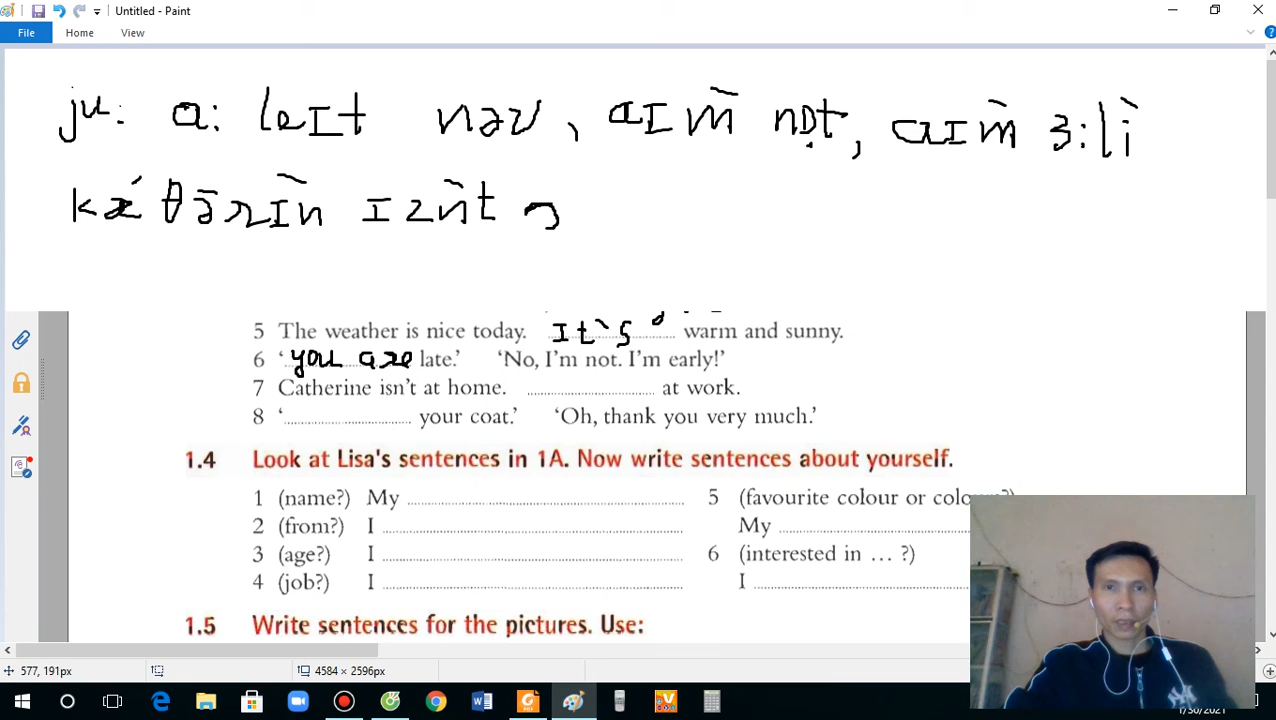 Untitled - Paint
File Home View
ju: a: leɪt nəʊ, aɪm nɒt, aɪm ɜ:li
kæθərɪn ɪznt
5 The weather is nice today. It's warm and sunny.
6 'you are late.' 'No, I'm not. I'm early!'
7 Catherine isn't at home. .............................. at work.
8 '.............................. your coat.' 'Oh, thank you very much.'
1.4 Look at Lisa's sentences in 1A. Now write sentences about yourself.
1 (name?) My ..............................
2 (from?) I ..............................
3 (age?) I ..............................
4 (job?) I ..............................
5 (favourite colour or
My ..............................
6 (interested in … ?)
I ..............................
1.5 Write sentences for the pictures. Use:
577, 191px 4584 × 2596px
1/30/2021